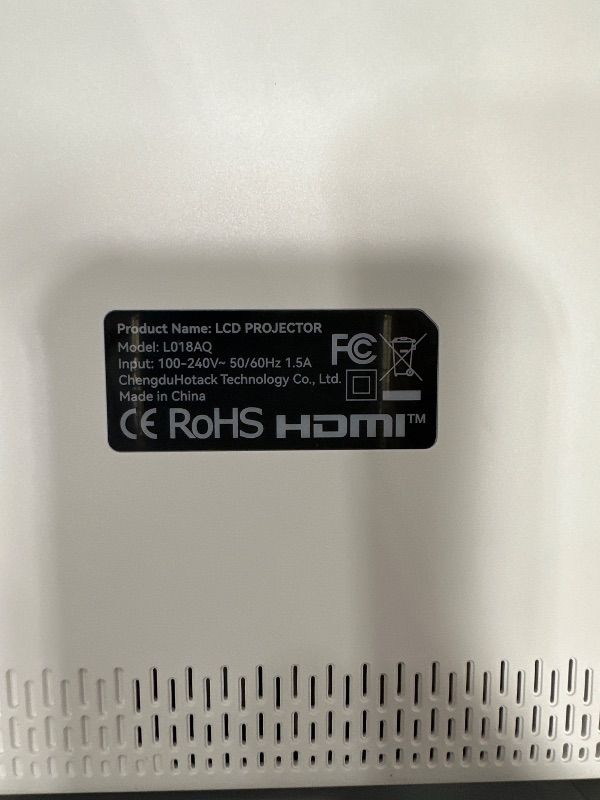 Product Name: LCD PROJECTOR
Model: L018AQ
Input: 100-240V~ 50/60Hz 1.5A
ChengduHotack Technology Co., Ltd.
Made in China
FC
CE RoHS HDMI™